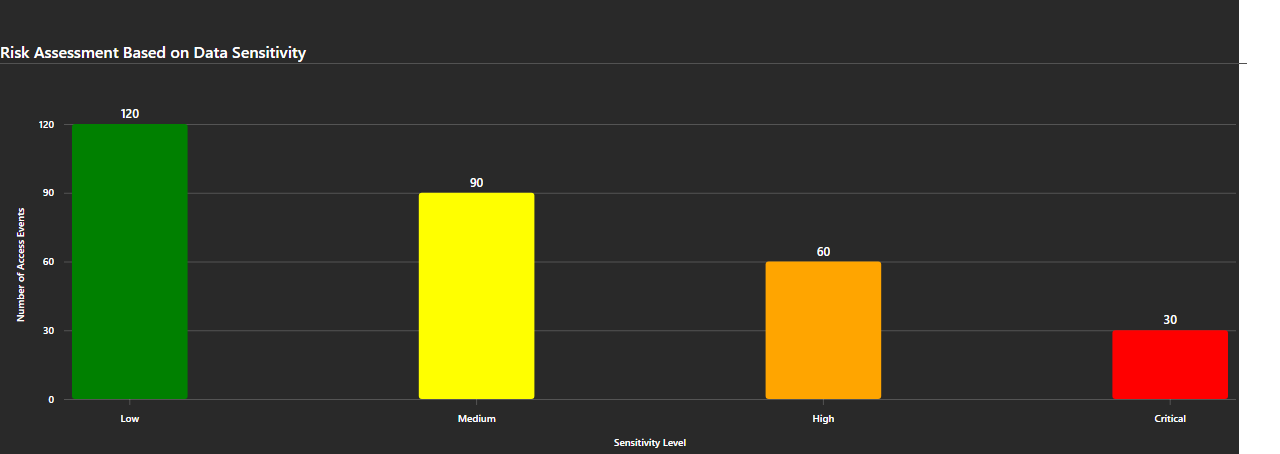 Risk Assessment Based on Data Sensitivity
120
90
60
30
120
90
60
30
0
Number of Access Events
Low
Medium
High
Critical
Sensitivity Level